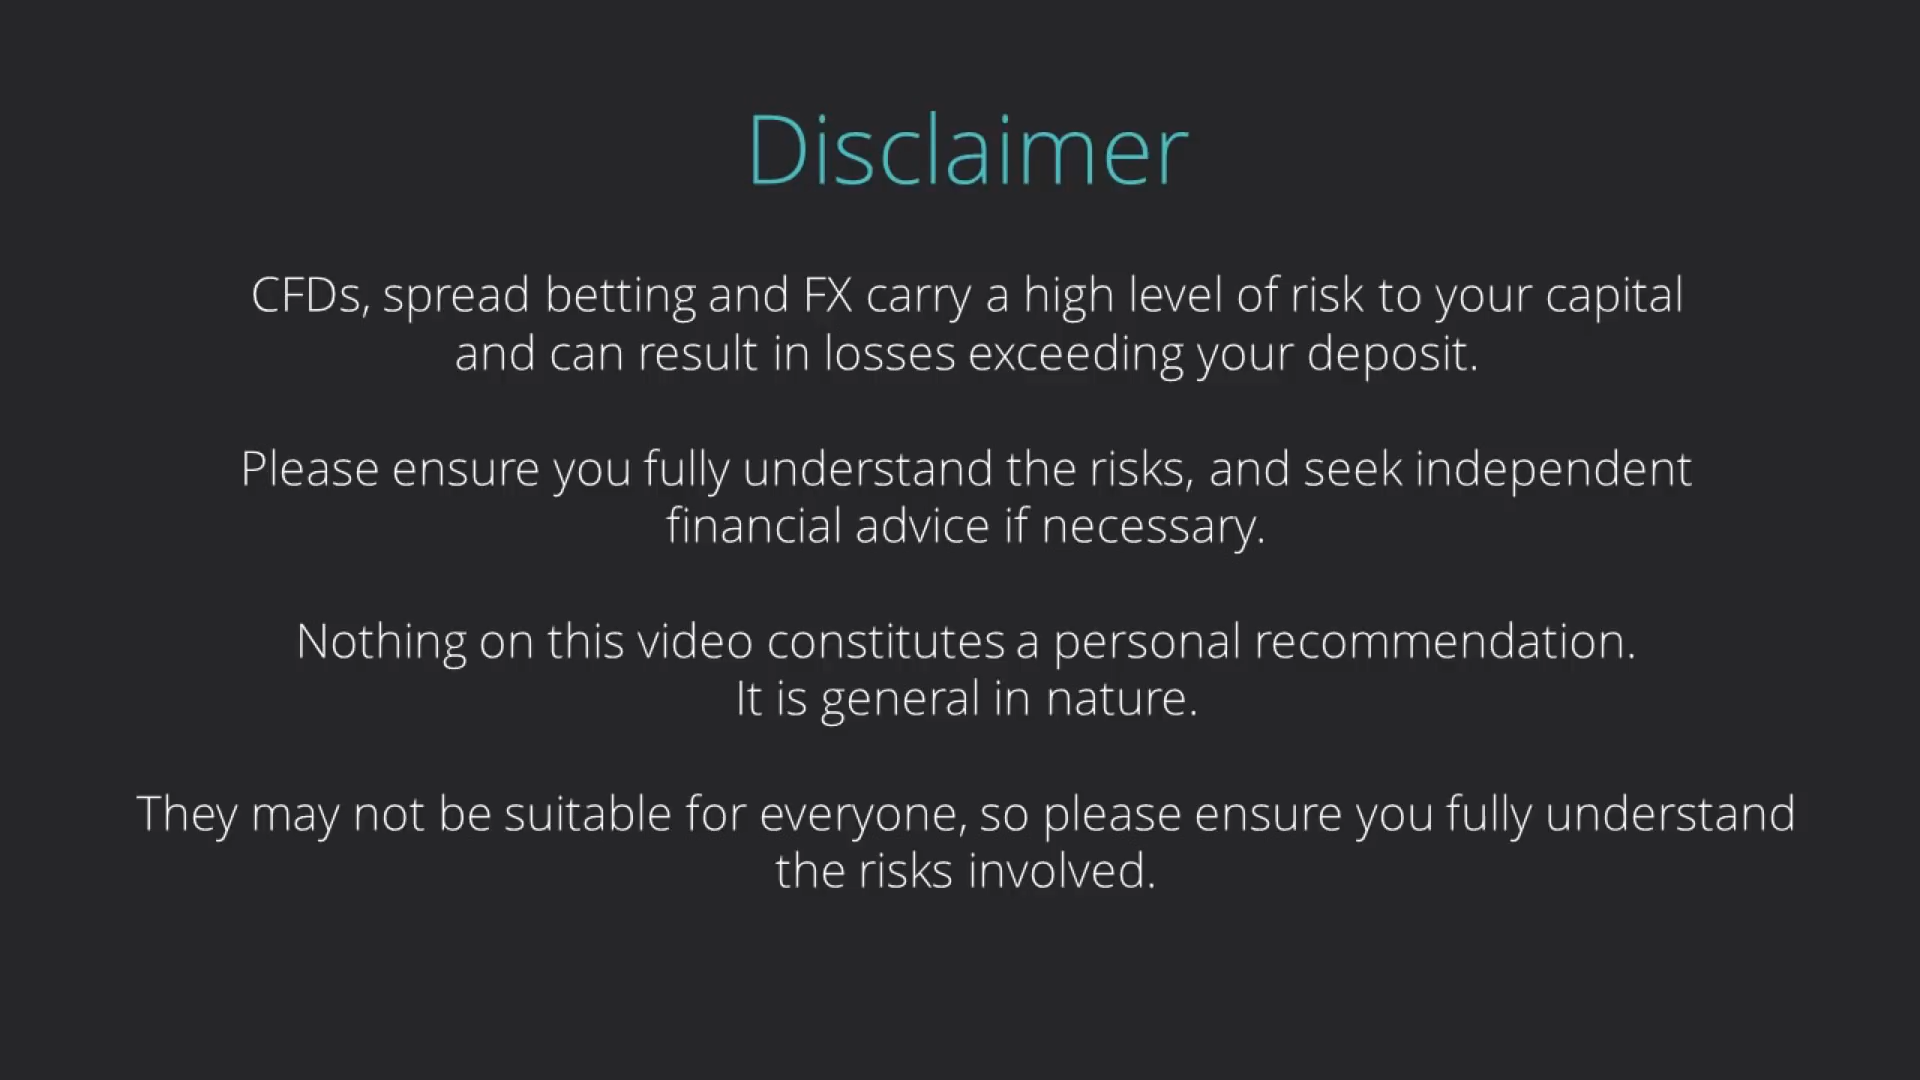 Disclaimer
CFDs, spread betting and FX carry a high level of risk to your capital
and can result in losses exceeding your deposit.
Please ensure you fully understand the risks, and seek independent
financial advice if necessary.
Nothing on this video constitutes a personal recommendation.
It is general in nature.
They may not be suitable for everyone, so please ensure you fully understand
the risks involved.